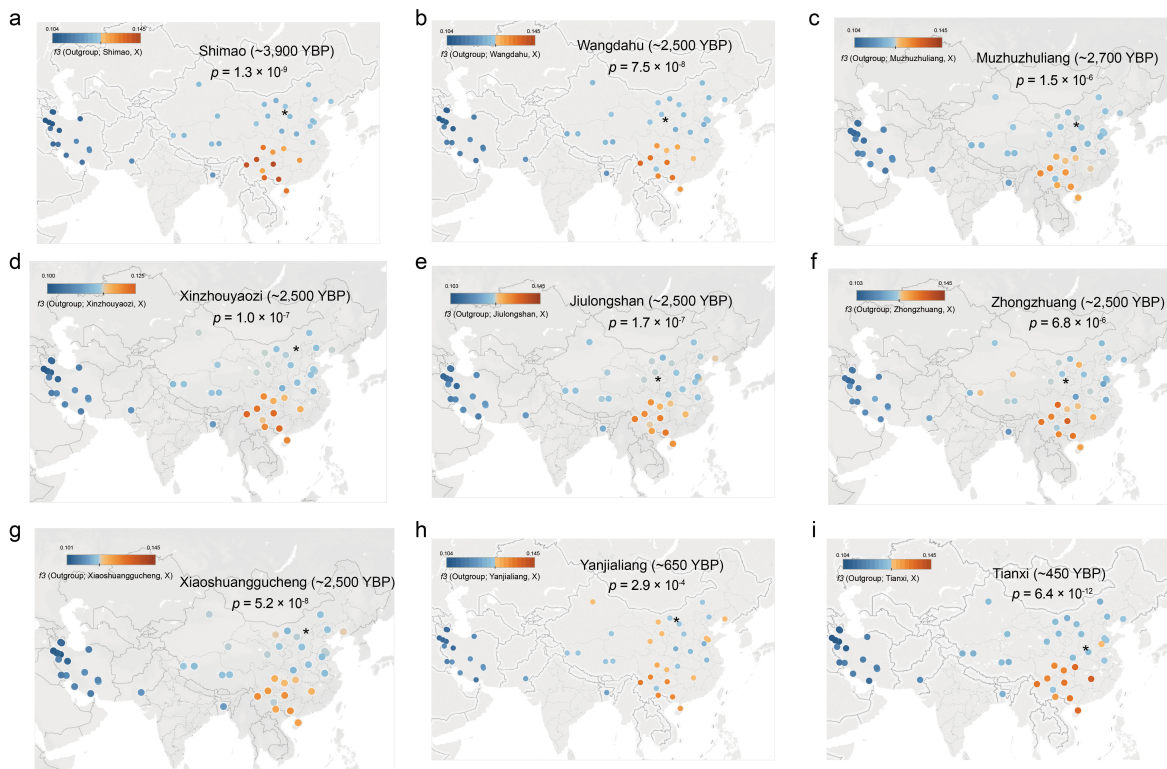 a
0.104 0.145
f3 (Outgroup; Shimao, X)
Shimao (~3,900 YBP)
p = 1.3 × 10⁻⁹
*
b
0.104 0.145
f3 (Outgroup; Wangdahu, X)
Wangdahu (~2,500 YBP)
p = 7.5 × 10⁻⁸
*
c
0.104 0.145
f3 (Outgroup; Muzhuzhuliang, X)
Muzhuzhuliang (~2,700 YBP)
p = 1.5 × 10⁻⁶
*
d
0.100 0.125
f3 (Outgroup; Xinzhouyaozi, X)
Xinzhouyaozi (~2,500 YBP)
p = 1.0 × 10⁻⁷
*
e
0.103 0.145
f3 (Outgroup; Jiulongshan, X)
Jiulongshan (~2,500 YBP)
p = 1.7 × 10⁻⁷
*
f
0.103 0.145
f3 (Outgroup; Zhongzhuang, X)
Zhongzhuang (~2,500 YBP)
p = 6.8 × 10⁻⁶
*
g
0.101 0.145
f3 (Outgroup; Xiaoshuanggucheng, X)
Xiaoshuanggucheng (~2,500 YBP)
p = 5.2 × 10⁻⁸
*
h
0.104 0.145
f3 (Outgroup; Yanjialiang, X)
Yanjialiang (~650 YBP)
p = 2.9 × 10⁻⁴
*
i
0.104 0.145
f3 (Outgroup; Tianxi, X)
Tianxi (~450 YBP)
p = 6.4 × 10⁻¹²
*